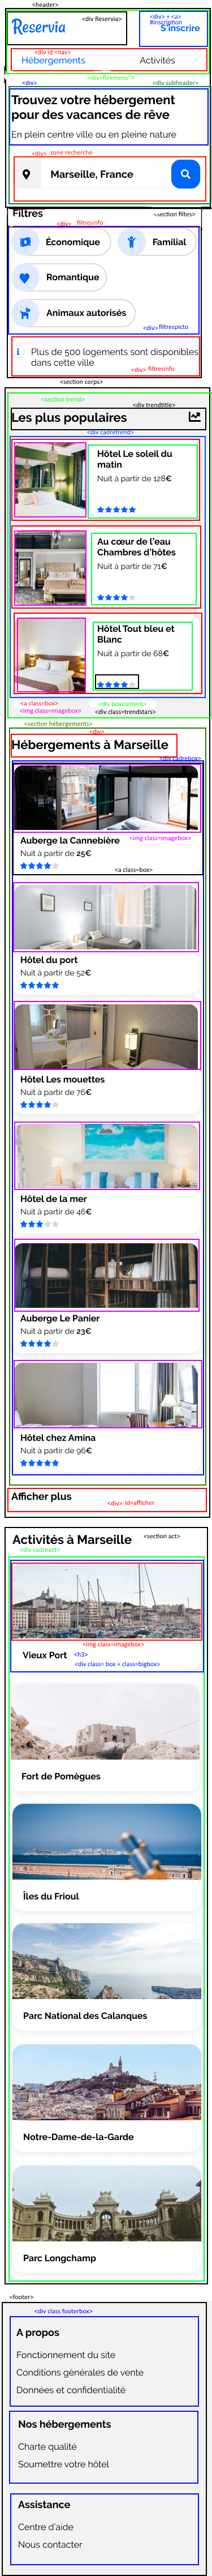 <header>
<div> + <a>
<div Reservia>
#inscription
Reservia
S'inscrire
<div id =nav>
Hébergements
Activités
<div=flexmenu">
<div>
<div subheader>
Trouvez votre hébergement
pour des vacances de rêve
En plein centre ville ou en pleine nature
<div> zone recherche
Marseille, France
Filtres
<section filtes>
<div> filtresinfo
Économique
Familial
Romantique
Animaux autorisés
<div> filtrespicto
Plus de 500 logements sont disponibles
dans cette ville
<div> filtresinfo
<section corps>
<section trend>
<div trendtitle>
Les plus populaires
<div cadretrend>
Hôtel Le soleil du
matin
Nuit à partir de 128€
Au cœur de l'eau
Chambres d'hôtes
Nuit à partir de 71€
Hôtel Tout bleu et
Blanc
Nuit à partir de 68€
<a class=box>
<div boxcontent>
<img class=imagebox>
<div class=trendstars>
<section hébergements>
<div>
Hébergements à Marseille
<div cadrebox>
Auberge la Cannebière
<img class=imagebox>
Nuit à partir de 25€
<a class=box>
Hôtel du port
Nuit à partir de 52€
Hôtel Les mouettes
Nuit à partir de 76€
Hôtel de la mer
Nuit à partir de 46€
Auberge Le Panier
Nuit à partir de 23€
Hôtel chez Amina
Nuit à partir de 96€
Afficher plus
<div> id=afficher
Activités à Marseille
<section act>
<div cadreact>
<img class=imagebox>
Vieux Port
<h3>
<div class= box + class=bigbox>
Fort de Pomègues
Îles du Frioul
Parc National des Calanques
Notre-Dame-de-la-Garde
Parc Longchamp
<footer>
<div class footerbox>
A propos
Fonctionnement du site
Conditions générales de vente
Données et confidentialité
Nos hébergements
Charte qualité
Soumettre votre hôtel
Assistance
Centre d'aide
Nous contacter